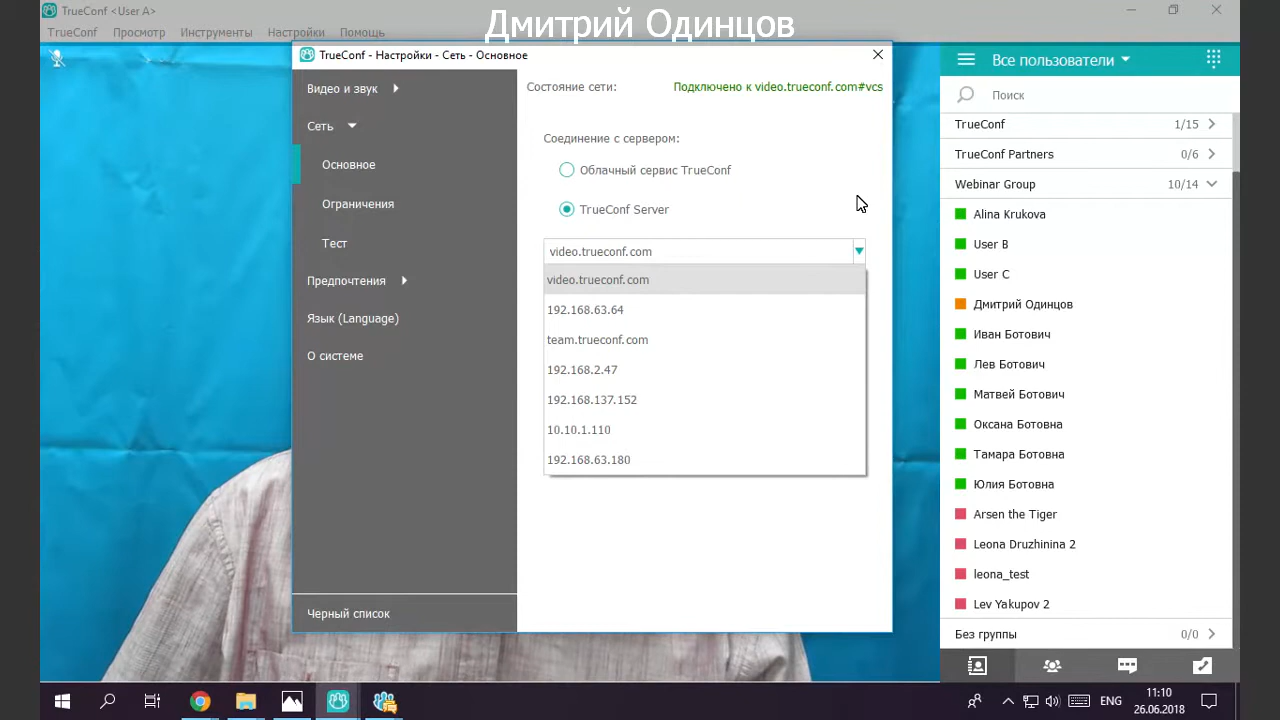 TrueConf <User A>
Дмитрий Одинцов
TrueConf Просмотр Инструменты Настройки Помощь
TrueConf - Настройки - Сеть - Основное
Видео и звук
Сеть
Основное
Ограничения
Тест
Предпочтения
Язык (Language)
О системе
Черный список
Состояние сети: Подключено к video.trueconf.com#vcs
Соединение с сервером:
Облачный сервис TrueConf
TrueConf Server
video.trueconf.com
video.trueconf.com
192.168.63.64
team.trueconf.com
192.168.2.47
192.168.137.152
10.10.1.110
192.168.63.180
Все пользователи
Поиск
TrueConf 1/15
TrueConf Partners 0/6
Webinar Group 10/14
Alina Krukova
User B
User C
Дмитрий Одинцов
Иван Ботович
Лев Ботович
Матвей Ботович
Оксана Ботовна
Тамара Ботовна
Юлия Ботовна
Arsen the Tiger
Leona Druzhinina 2
leona_test
Lev Yakupov 2
Без группы 0/0
ENG
11:10
26.06.2018